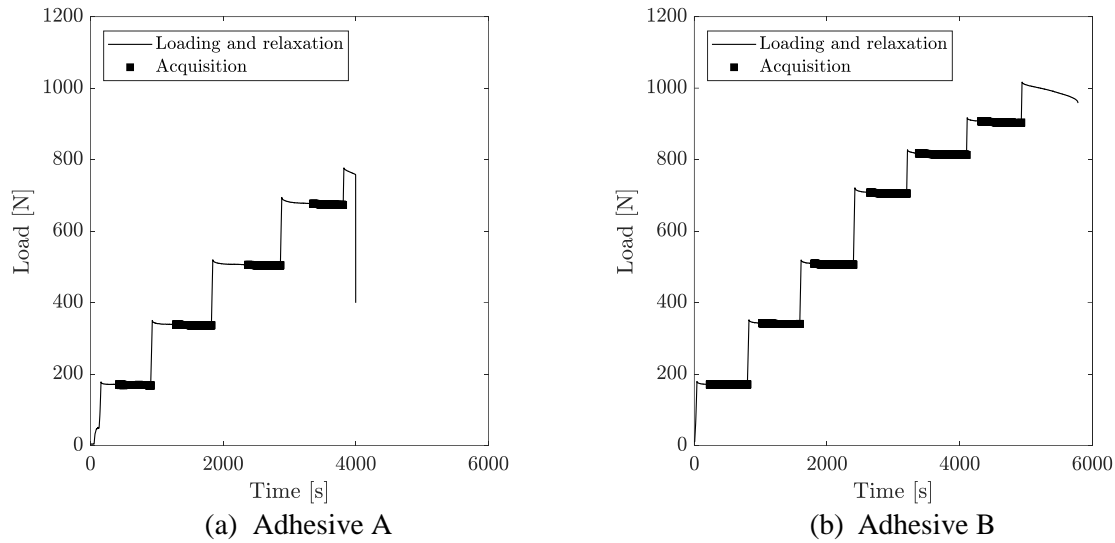 1200
1000
800
600
400
200
0
Load [N]
Loading and relaxation
Acquisition
0 2000 4000 6000
Time [s]
(a) Adhesive A
1200
1000
800
600
400
200
0
Load [N]
Loading and relaxation
Acquisition
0 2000 4000 6000
Time [s]
(b) Adhesive B